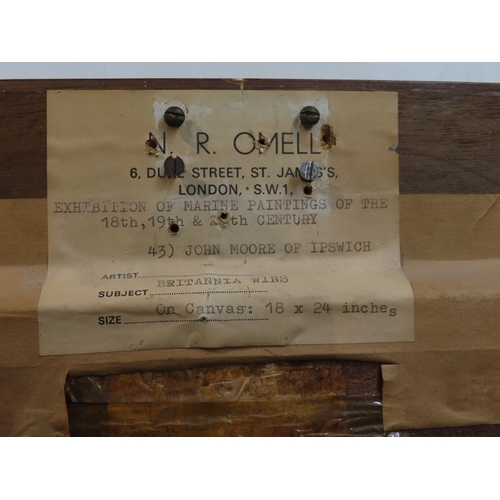 N. R. OMELL
6, DUKE STREET, ST. JAMES'S,
LONDON, S.W.1,
EXHIBITION OF MARINE PAINTINGS OF THE
18th, 19th & 20th CENTURY
43) JOHN MOORE OF IPSWICH
ARTIST
BRITANNIA WINS
SUBJECT
On Canvas: 18 x 24 inches
SIZE